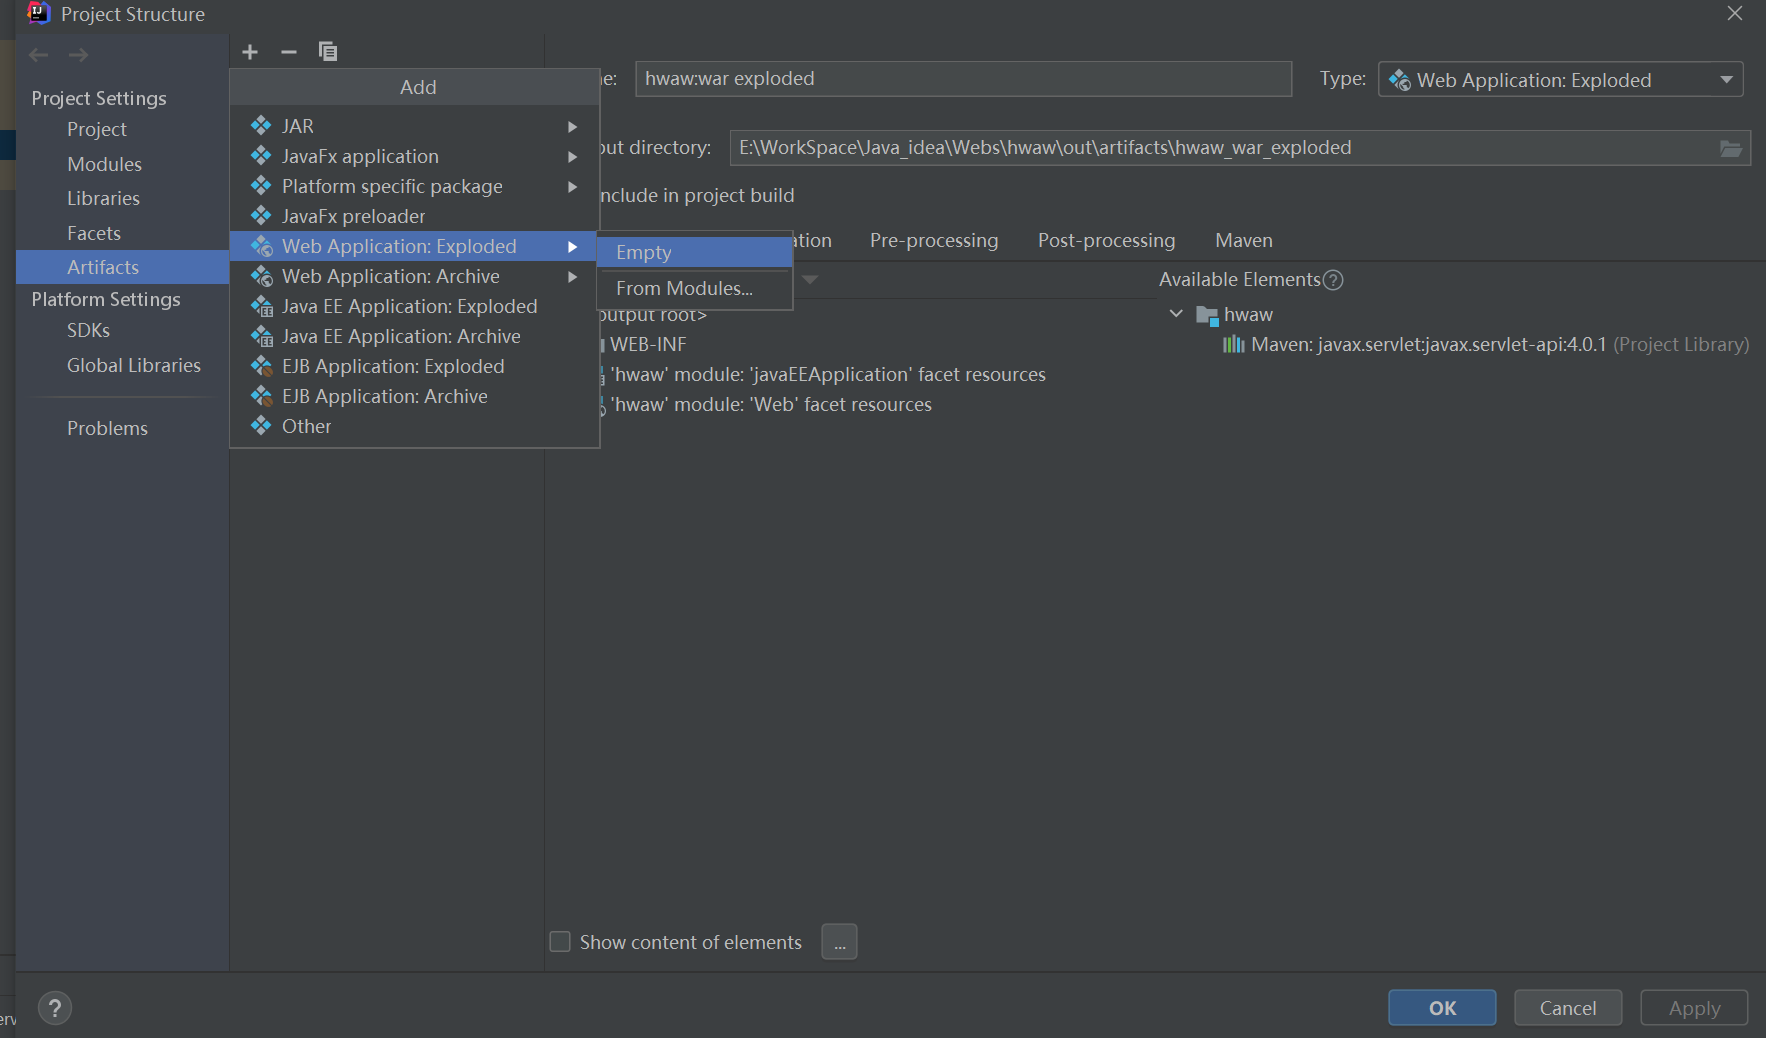 Project Structure
Project Settings
Project
Modules
Libraries
Facets
Artifacts
Platform Settings
SDKs
Global Libraries
Problems
Add
JAR
JavaFx application
Platform specific package
JavaFx preloader
Web Application: Exploded
Web Application: Archive
Java EE Application: Exploded
Java EE Application: Archive
EJB Application: Exploded
EJB Application: Archive
Other
Empty
From Modules...
hwaw:war exploded
Type: Web Application: Exploded
directory: E:\WorkSpace\Java_idea\Webs\hwaw\out\artifacts\hwaw_war_exploded
nclude in project build
Pre-processing Post-processing Maven
Available Elements
output root>
WEB-INF
'hwaw' module: 'javaEEApplication' facet resources
'hwaw' module: 'Web' facet resources
hwaw
Maven: javax.servlet:javax.servlet-api:4.0.1 (Project Library)
Show content of elements ...
? OK Cancel Apply